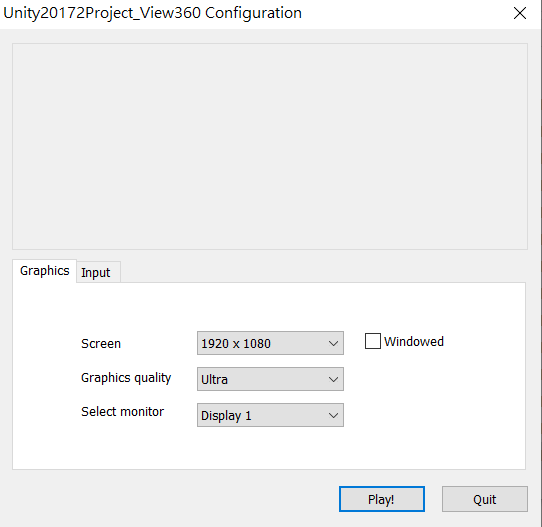 Unity20172Project_View360 Configuration
Graphics
Input
Screen
1920 x 1080
Windowed
Graphics quality
Ultra
Select monitor
Display 1
Play!
Quit